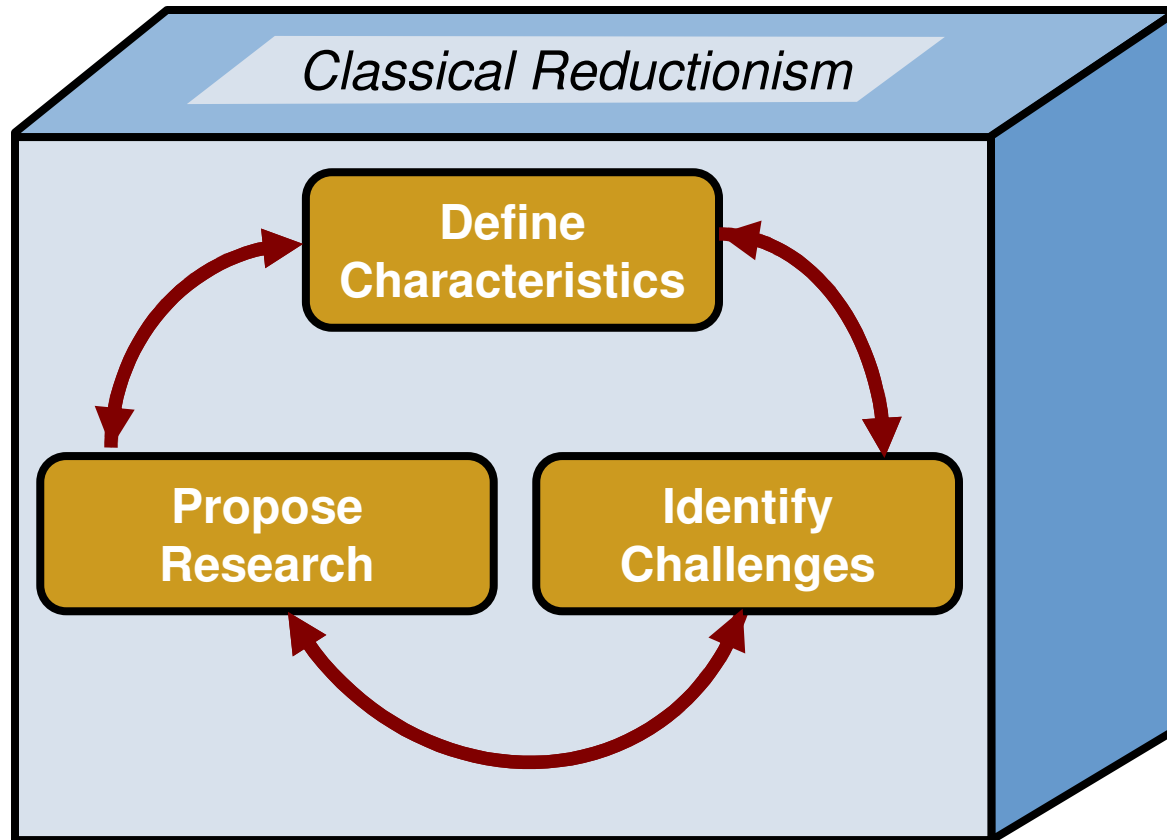 Classical Reductionism
Define
Characteristics
Propose
Research
Identify
Challenges